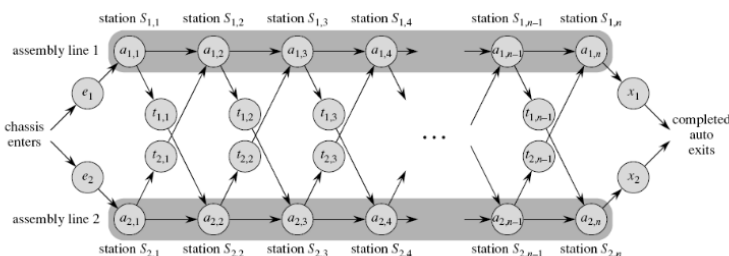 station S1,1 station S1,2 station S1,3 station S1,4 station S1,n−1 station S1,n
assembly line 1 a1,1 a1,2 a1,3 a1,4 a1,n−1 a1,n
e1 x1
t1,1 t1,2 t1,3 t1,n−1
chassis
enters
...
completed
auto
exits
t2,1 t2,2 t2,3 t2,n−1
e2 x2
assembly line 2 a2,1 a2,2 a2,3 a2,4 a2,n−1 a2,n
station S2,1 station S2,2 station S2,3 station S2,4 station S2,n−1 station S2,n